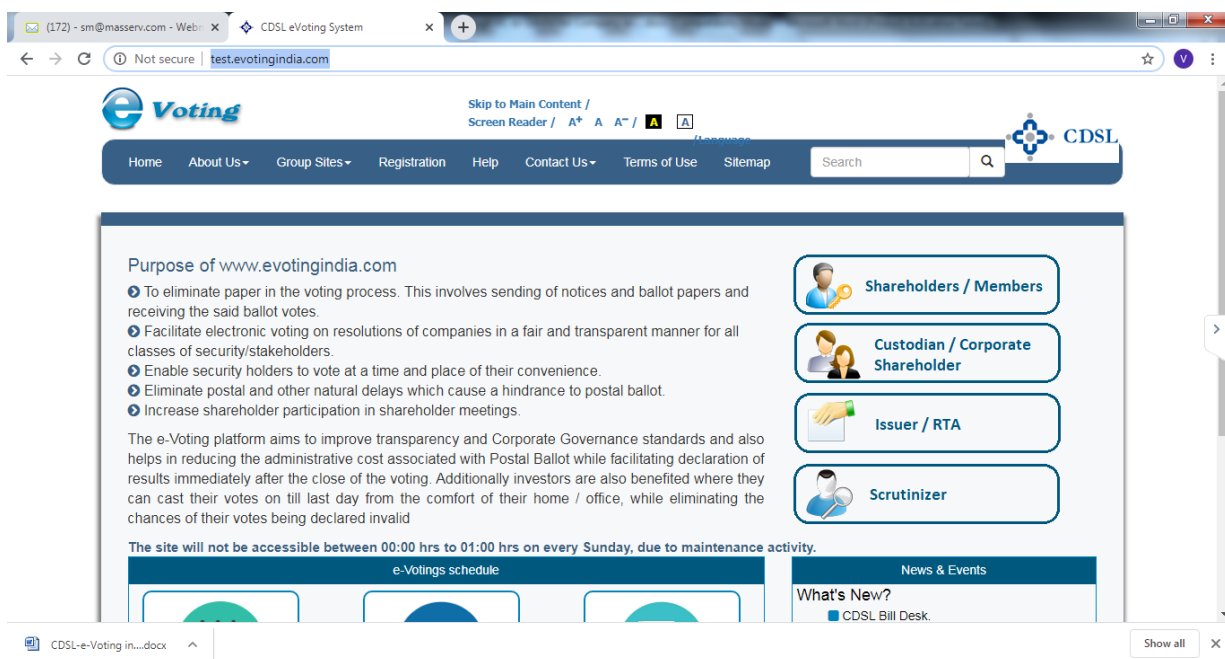 (172) - sm@masserv.com - Web
CDSL eVoting System
Not secure | test.evotingindia.com
V
e Voting
Skip to Main Content /
Screen Reader / A+ A A- / A A
/Language
CDSL
Home About Us Group Sites Registration Help Contact Us Terms of Use Sitemap Search
Purpose of www.evotingindia.com
To eliminate paper in the voting process. This involves sending of notices and ballot papers and
receiving the said ballot votes.
Facilitate electronic voting on resolutions of companies in a fair and transparent manner for all
classes of security/stakeholders.
Enable security holders to vote at a time and place of their convenience.
Eliminate postal and other natural delays which cause a hindrance to postal ballot.
Increase shareholder participation in shareholder meetings.
The e-Voting platform aims to improve transparency and Corporate Governance standards and also
helps in reducing the administrative cost associated with Postal Ballot while facilitating declaration of
results immediately after the close of the voting. Additionally investors are also benefited where they
can cast their votes on till last day from the comfort of their home / office, while eliminating the
chances of their votes being declared invalid
Shareholders / Members
Custodian / Corporate
Shareholder
Issuer / RTA
Scrutinizer
The site will not be accessible between 00:00 hrs to 01:00 hrs on every Sunday, due to maintenance activity.
e-Votings schedule
News & Events
What's New?
CDSL Bill Desk.
CDSL-e-Voting in....docx
Show all